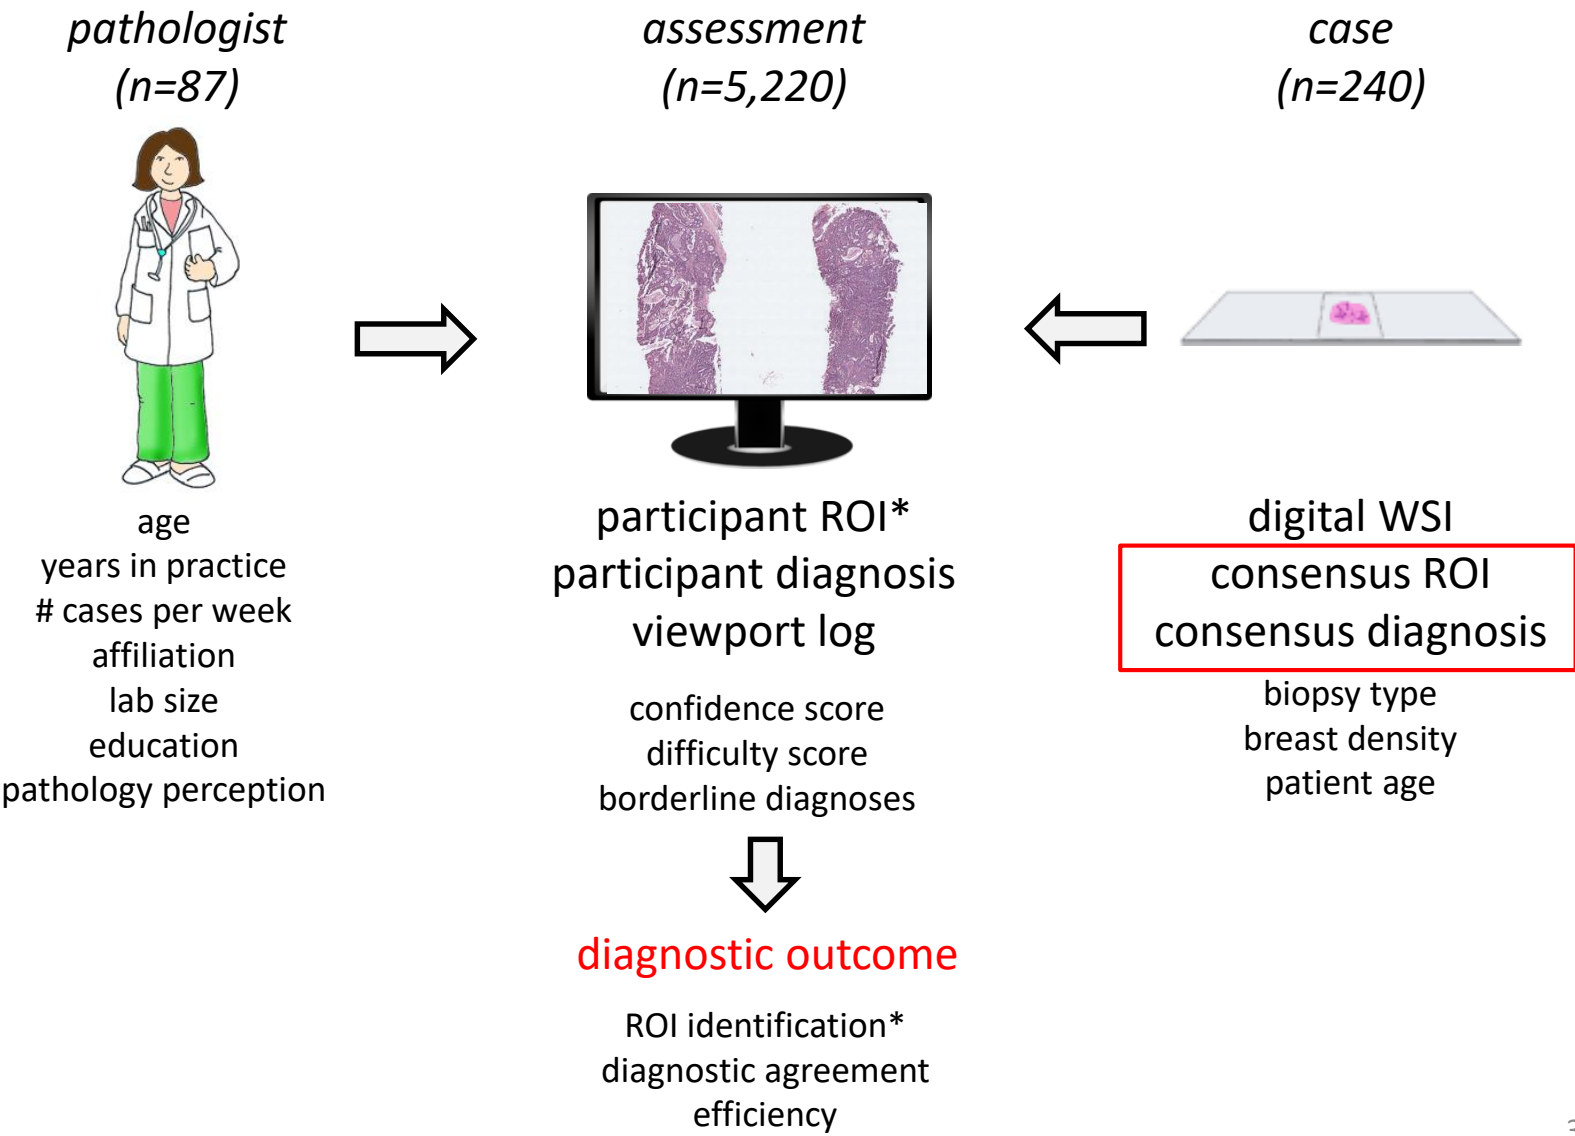 pathologist
(n=87)
age
years in practice
# cases per week
affiliation
lab size
education
pathology perception
assessment
(n=5,220)
participant ROI*
participant diagnosis
viewport log
confidence score
difficulty score
borderline diagnoses
diagnostic outcome
ROI identification*
diagnostic agreement
efficiency
case
(n=240)
digital WSI
consensus ROI
consensus diagnosis
biopsy type
breast density
patient age